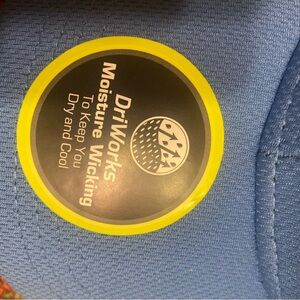 DriWorks
Moisture Wicking
To Keep You
Dry and Cool